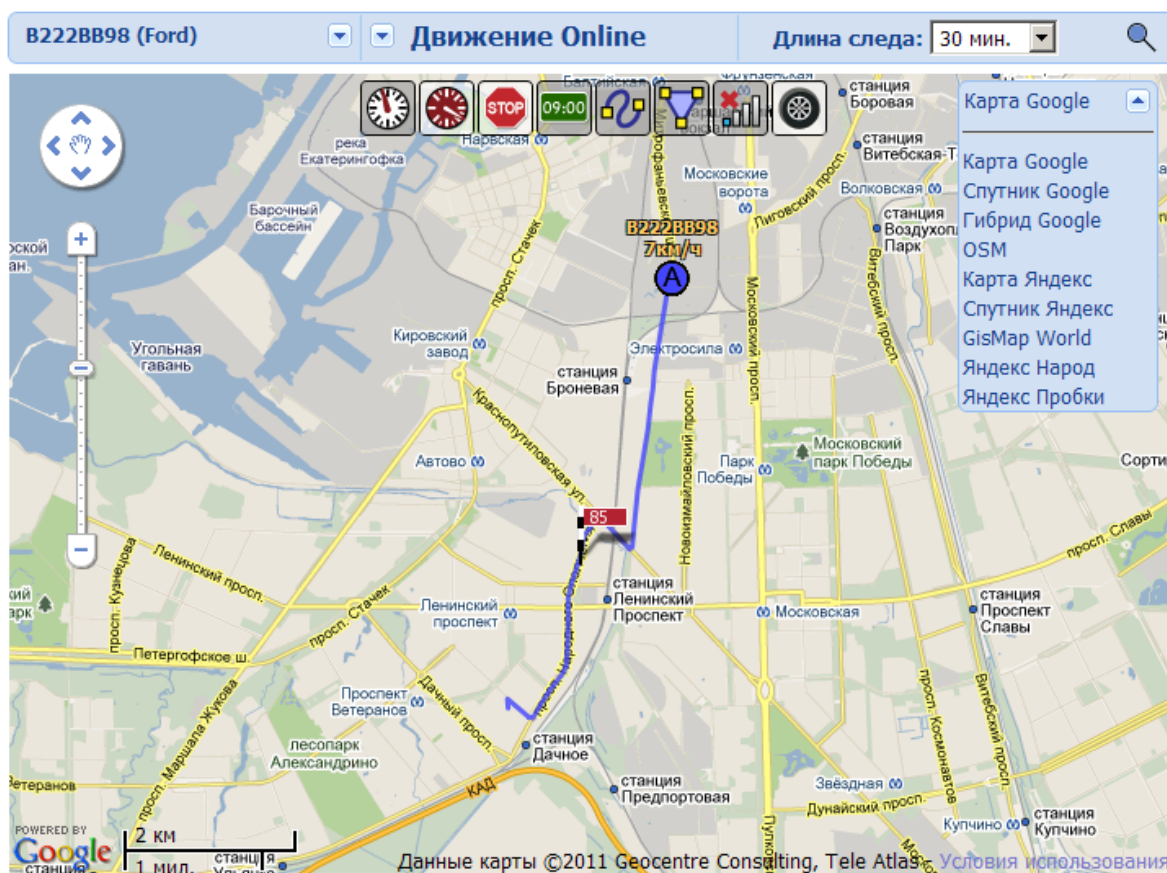 B222BB98 (Ford)
Движение Online
Длина следа:
30 мин.
STOP
09:00
Карта Google
Карта Google
Спутник Google
Гибрид Google
OSM
Карта Яндекс
Спутник Яндекс
GisMap World
Яндекс Народ
Яндекс Пробки
Балтийская
Фрунзенская
станция
Боровая
Нарвская
река
Екатерингофка
станция
Витебская-Т
Московские
ворота
Волковская
Лиговский просп.
Барочный
бассейн
просп. Стачек
B222BB98
7км/ч
A
станция
Воздухоп
Парк
Витебский просп.
Московский просп.
Угольная
гавань
Кировский
завод
Электросила
станция
Броневая
Краснопутиловская ул.
Новоизмайловский просп.
Московский
парк Победы
Парк
Победы
Автово
Сорти
85
просп. Славы
Ленинский просп.
просп. Кузнецова
просп. Стачек
Ленинский
проспект
станция
Ленинский
Проспект
Московская
станция
Проспект
Славы
Петергофское ш.
просп. Народного Опол
Проспект
Ветеранов
Дачный просп.
просп. Маршала Жукова
просп. Космонавтов
Витебский просп.
лесопарк
Александрино
станция
Дачное
КАД
станция
Предпортовая
Звёздная
Дунайский просп.
Ветеранов
Купчино
станция
Купчино
POWERED BY
Google
2 км
1 мил.
станция
станция
Данные карты ©2011 Geocentre Consulting, Tele Atlas - Условия использования